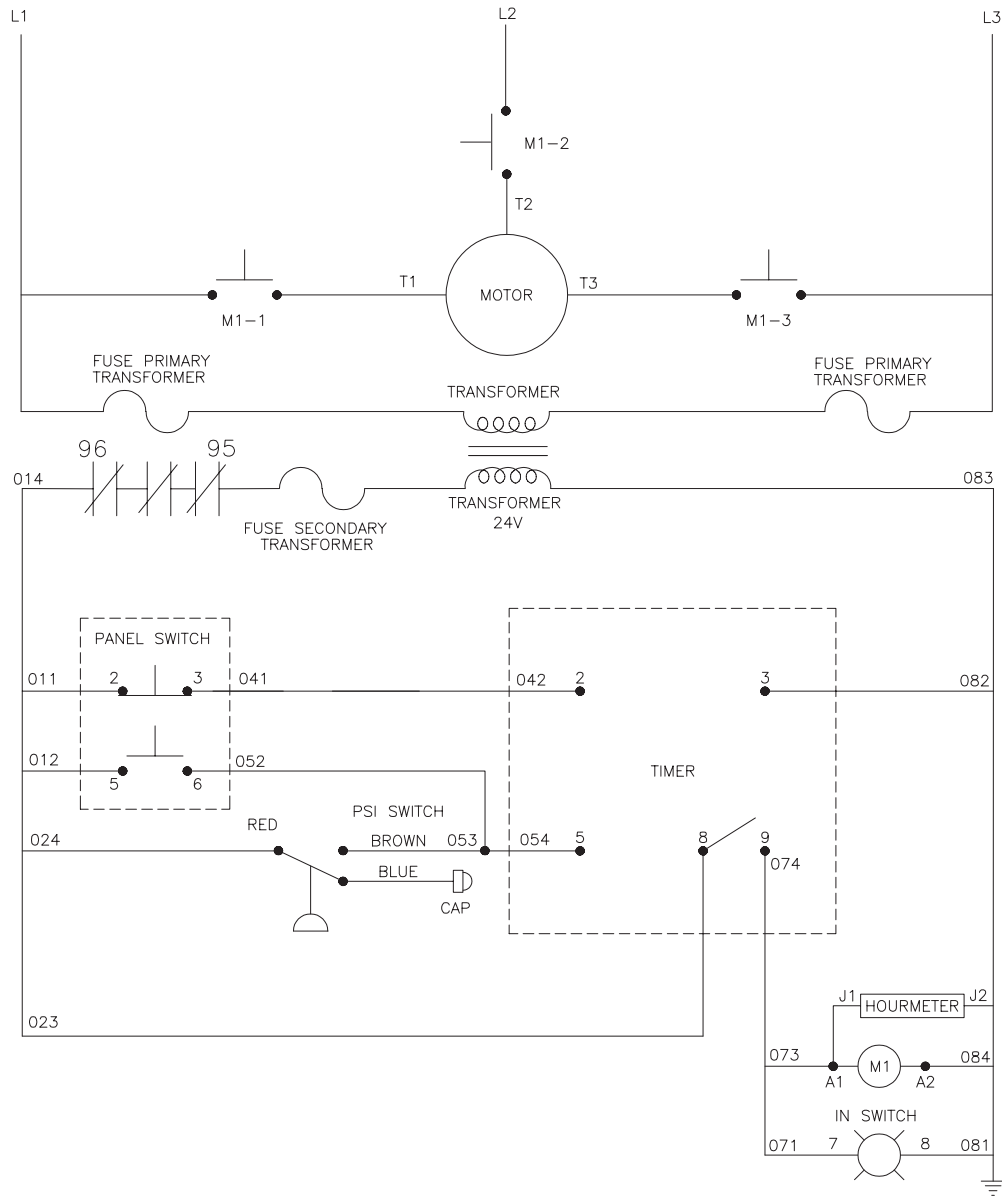 L1
L2
L3
M1-2
T2
T1
MOTOR
T3
M1-1
M1-3
FUSE PRIMARY
TRANSFORMER
TRANSFORMER
FUSE PRIMARY
TRANSFORMER
96
95
014
083
TRANSFORMER
24V
FUSE SECONDARY
TRANSFORMER
PANEL SWITCH
011
2
3
041
042
2
3
082
012
052
5
6
TIMER
PSI SWITCH
RED
024
BROWN
053
054
5
8
9
074
BLUE
CAP
J1
HOURMETER
J2
023
073
M1
084
A1
A2
IN SWITCH
071
7
8
081